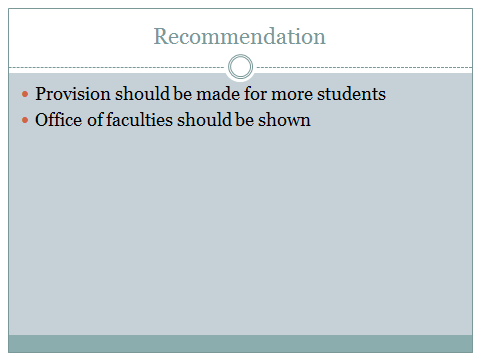 Recommendation
• Provision should be made for more students
• Office of faculties should be shown